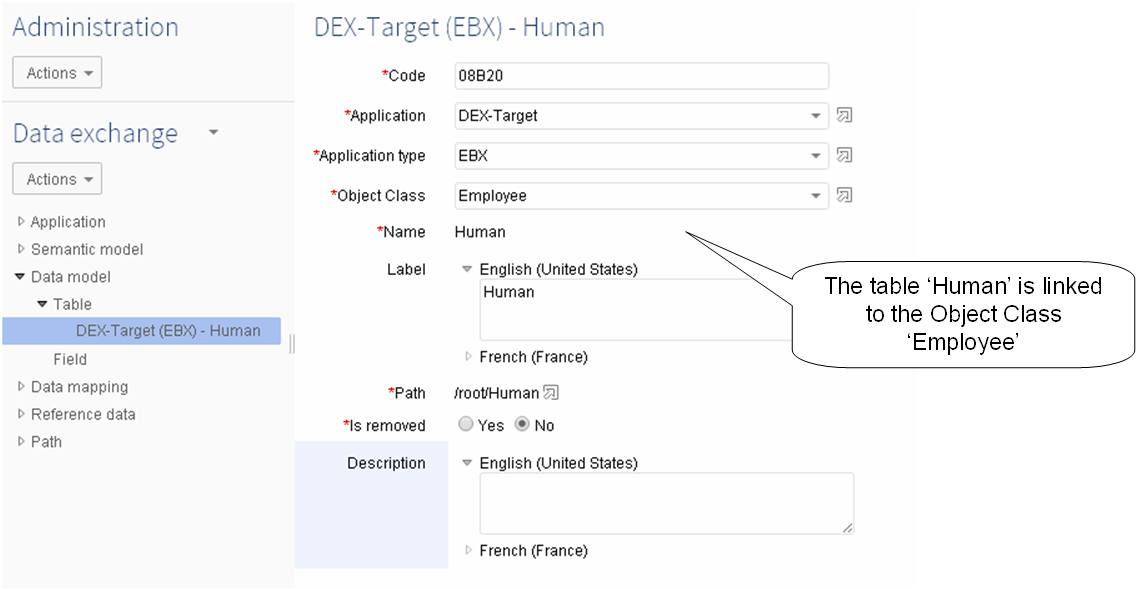 Administration
Actions
Data exchange
Actions
Application
Semantic model
Data model
Table
DEX-Target (EBX) - Human
Field
Data mapping
Reference data
Path
DEX-Target (EBX) - Human
*Code 08B20
*Application DEX-Target
*Application type EBX
*Object Class Employee
*Name Human
Label English (United States)
Human
French (France)
*Path /root/Human
*Is removed Yes No
Description English (United States)
French (France)
The table ‘Human’ is linked
to the Object Class
‘Employee’